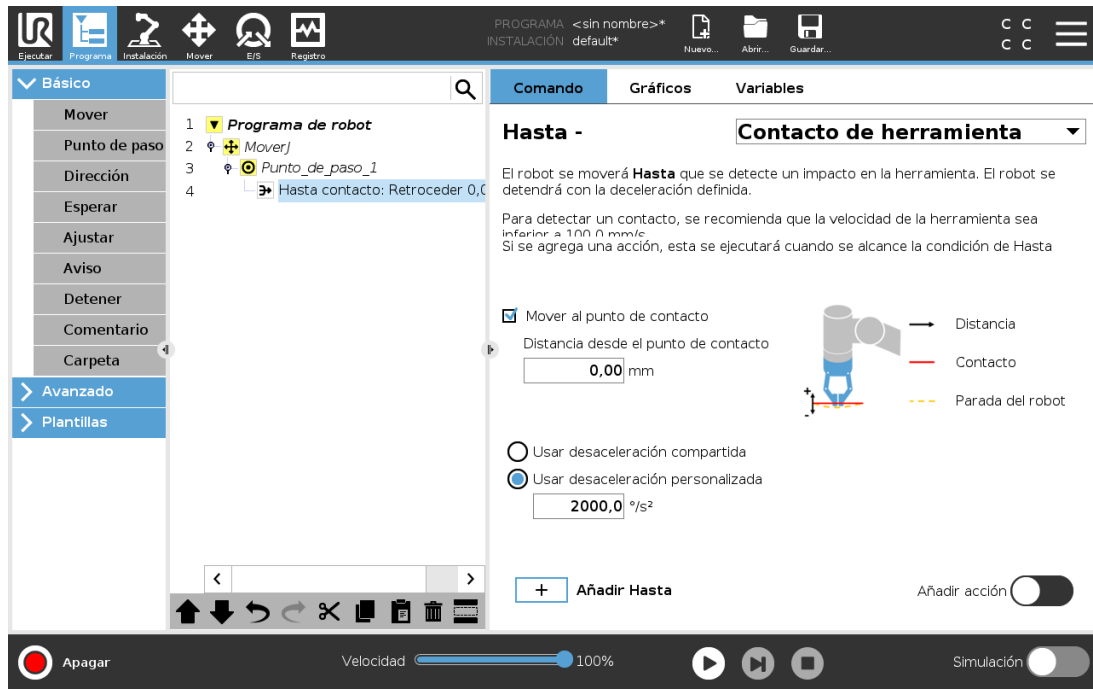 PROGRAMA <sin nombre>*
INSTALACIÓN default*
Ejecutar
Programa
Instalación
Mover
E/S
Registro
Nuevo...
Abrir...
Guardar...
C C
C C
Básico
Mover
Punto de paso
Dirección
Esperar
Ajustar
Aviso
Detener
Comentario
Carpeta
Avanzado
Plantillas
1 Programa de robot
2 MoverJ
3 Punto_de_paso_1
4 Hasta contacto: Retroceder 0,0
Comando Gráficos Variables
Hasta - Contacto de herramienta
El robot se moverá Hasta que se detecte un impacto en la herramienta. El robot se
detendrá con la deceleración definida.
Para detectar un contacto, se recomienda que la velocidad de la herramienta sea
inferior a 100.0 mm/s
Si se agrega una acción, esta se ejecutará cuando se alcance la condición de Hasta
Mover al punto de contacto
Distancia desde el punto de contacto
0,00 mm
+
-
Distancia
Contacto
Parada del robot
Usar desaceleración compartida
Usar desaceleración personalizada
2000,0 °/s²
+ Añadir Hasta
Añadir acción
Apagar
Velocidad 100%
Simulación